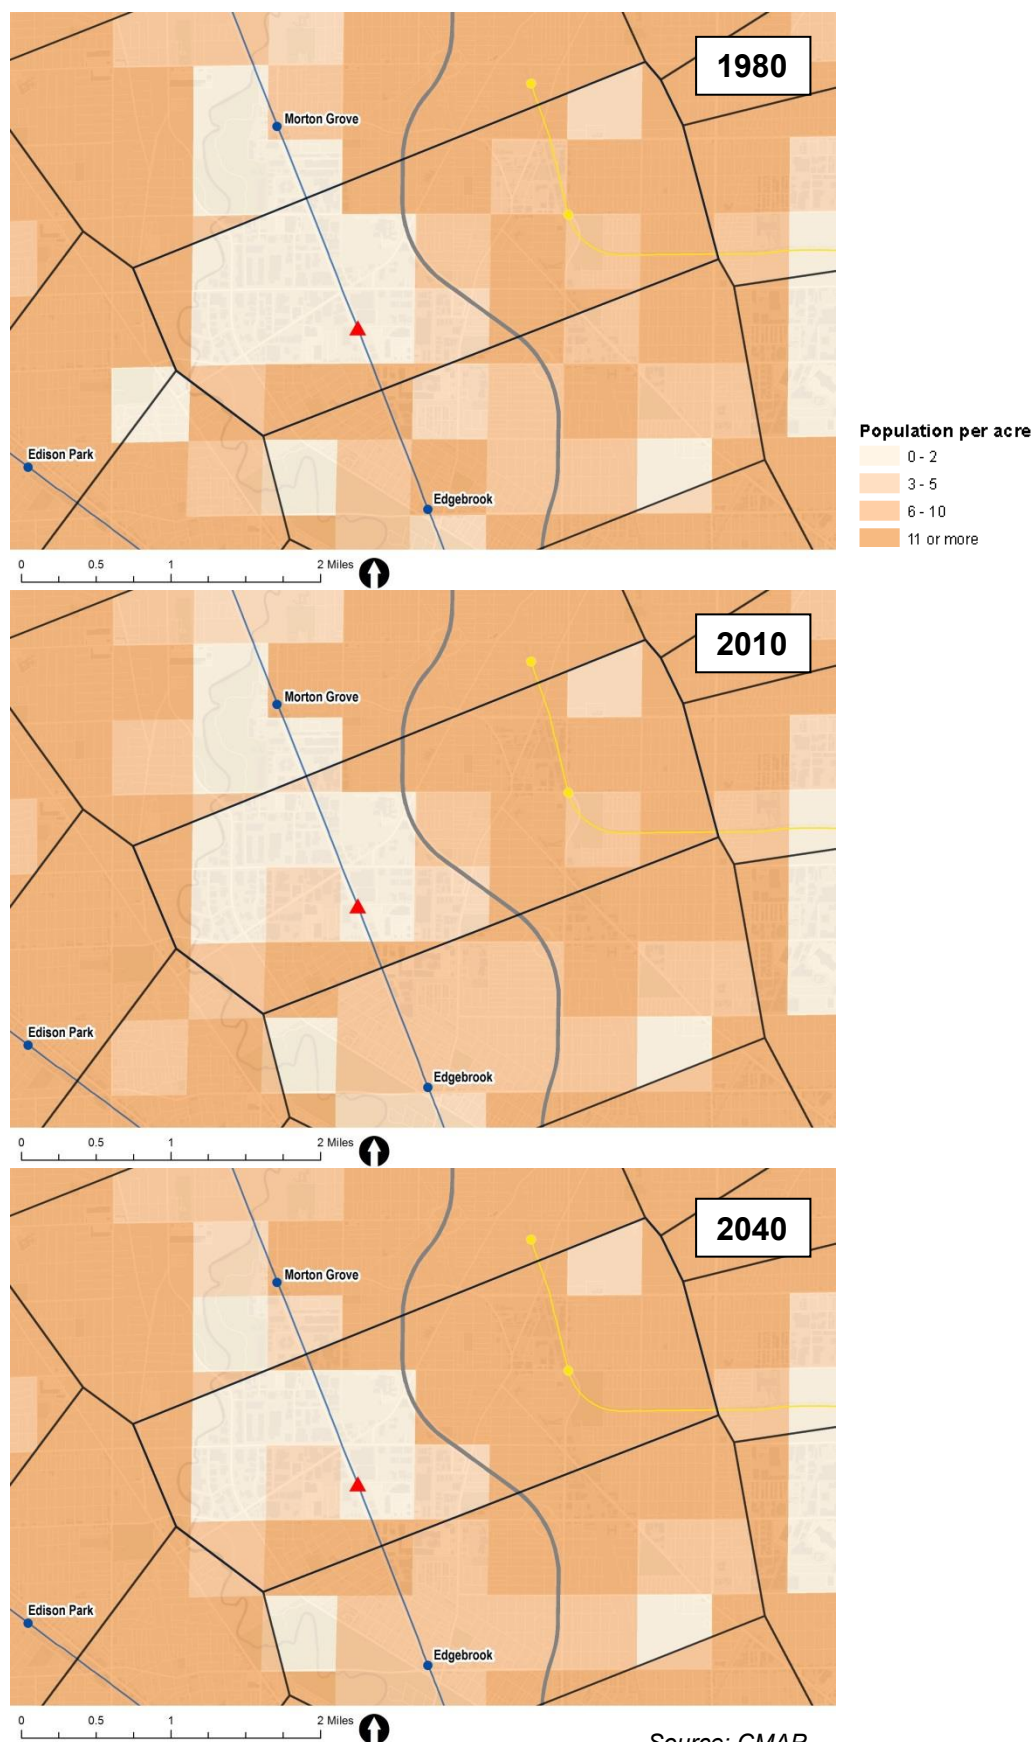 1980
Morton Grove
Edison Park
Edgebrook
Population per acre
0 - 2
3 - 5
6 - 10
11 or more
0 0.5 1 2 Miles
2010
Morton Grove
Edison Park
Edgebrook
0 0.5 1 2 Miles
2040
Morton Grove
Edison Park
Edgebrook
0 0.5 1 2 Miles
Source: CMAP